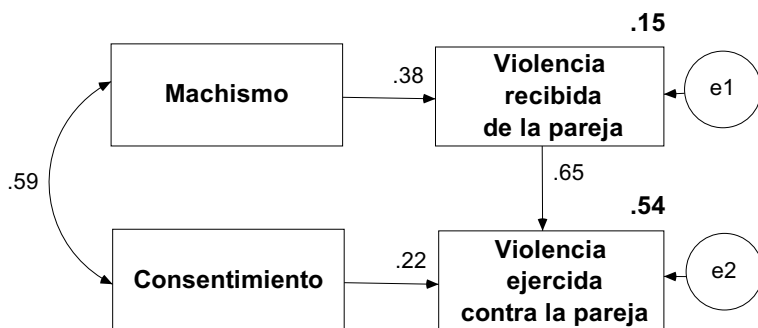 .15
Machismo
.38
Violencia
recibida
de la pareja
e1
.59
.65
.54
Consentimiento
.22
Violencia
ejercida
contra la pareja
e2